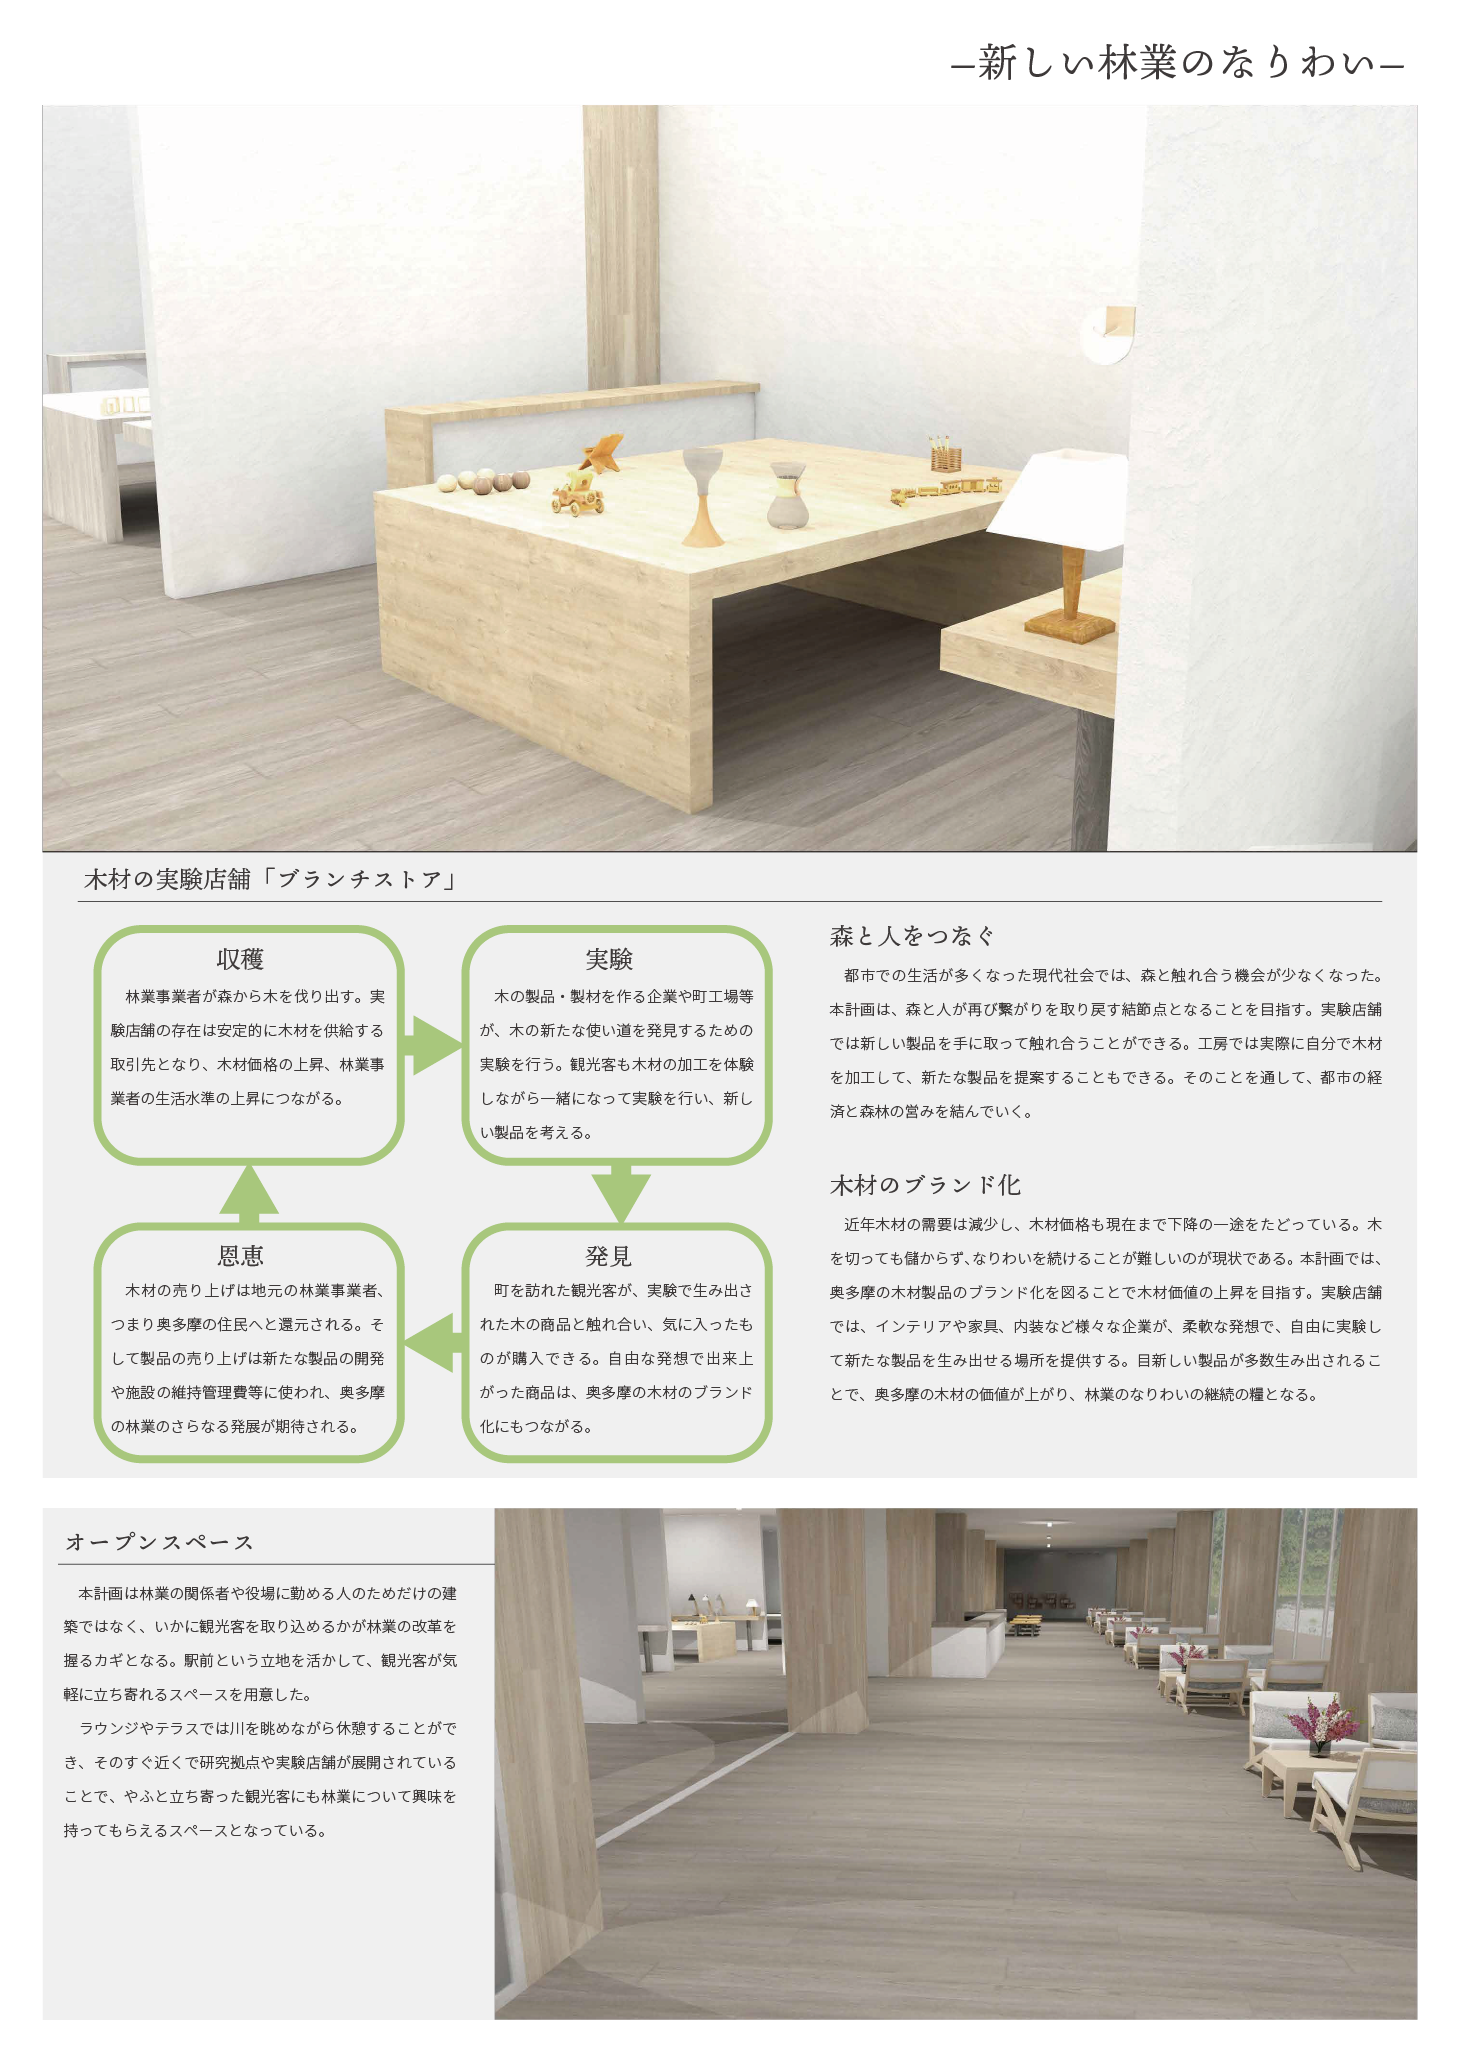 –新しい林業のなりわい–
木材の実験店舗「ブランチストア」
収穫
林業事業者が森から木を伐り出す。実
験店舗の存在は安定的に木材を供給する
取引先となり、木材価格の上昇、林業事
業者の生活水準の上昇につながる。
実験
木の製品・製材を作る企業や町工場等
が、木の新たな使い道を発見するための
実験を行う。観光客も木材の加工を体験
しながら一緒になって実験を行い、新し
い製品を考える。
発見
町を訪れた観光客が、実験で生み出さ
れた木の商品と触れ合い、気に入ったも
のが購入できる。自由な発想で出来上
がった商品は、奥多摩の木材のブランド
化にもつながる。
恩恵
木材の売り上げは地元の林業事業者、
つまり奥多摩の住民へと還元される。そ
して製品の売り上げは新たな製品の開発
や施設の維持管理費等に使われ、奥多摩
の林業のさらなる発展が期待される。
森と人をつなぐ
都市での生活が多くなった現代社会では、森と触れ合う機会が少なくなった。
本計画は、森と人が再び繋がりを取り戻す結節点となることを目指す。実験店舗
では新しい製品を手に取って触れ合うことができる。工房では実際に自分で木材
を加工して、新たな製品を提案することもできる。そのことを通して、都市の経
済と森林の営みを結んでいく。
木材のブランド化
近年木材の需要は減少し、木材価格も現在まで下降の一途をたどっている。木
を切っても儲からず、なりわいを続けることが難しいのが現状である。本計画では、
奥多摩の木材製品のブランド化を図ることで木材価値の上昇を目指す。実験店舗
では、インテリアや家具、内装など様々な企業が、柔軟な発想で、自由に実験し
て新たな製品を生み出せる場所を提供する。目新しい製品が多数生み出されるこ
とで、奥多摩の木材の価値が上がり、林業のなりわいの継続の糧となる。
オープンスペース
本計画は林業の関係者や役場に勤める人のためだけの建
築ではなく、いかに観光客を取り込めるかが林業の改革を
握るカギとなる。駅前という立地を活かして、観光客が気
軽に立ち寄れるスペースを用意した。
ラウンジやテラスでは川を眺めながら休憩することがで
き、そのすぐ近くで研究拠点や実験店舗が展開されている
ことで、やふと立ち寄った観光客にも林業について興味を
持ってもらえるスペースとなっている。